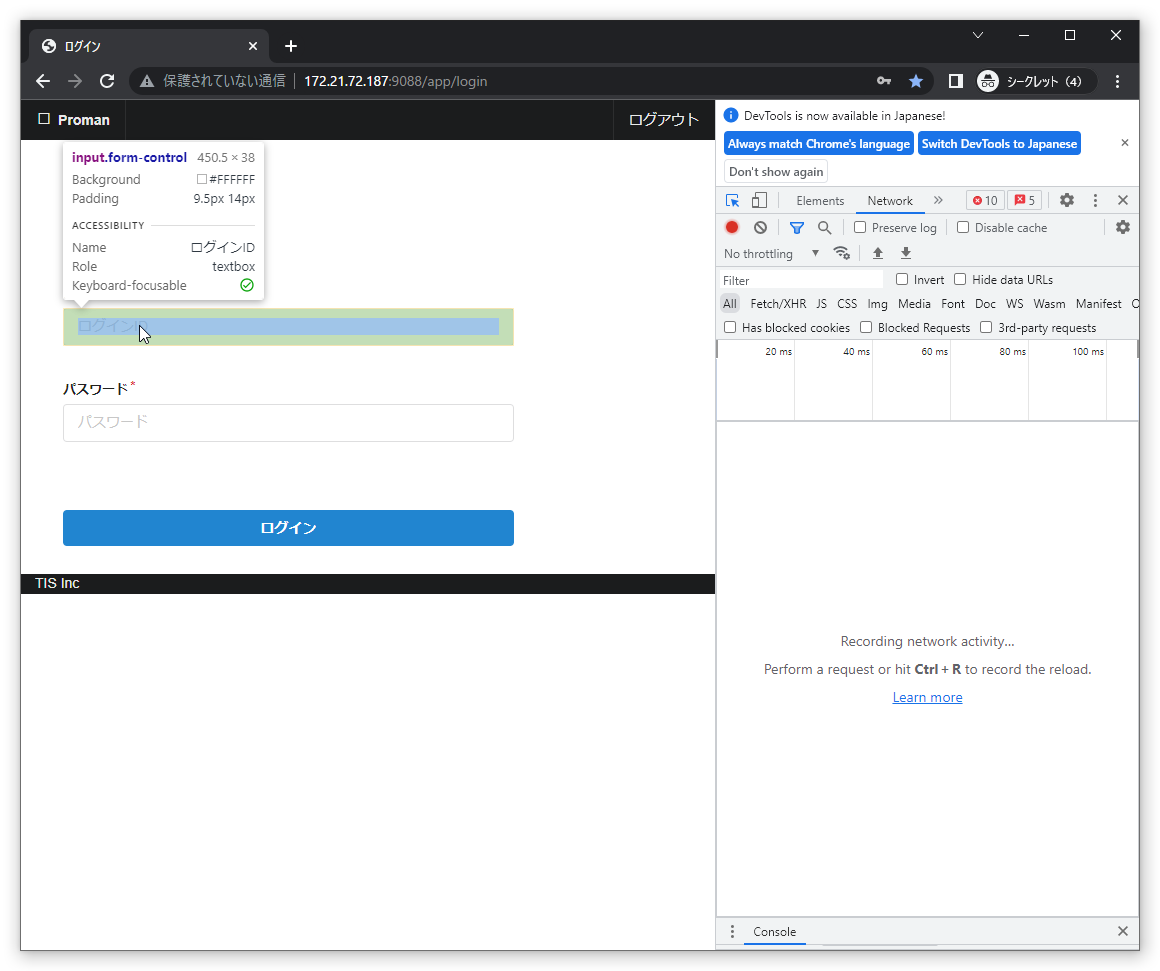 ログイン
保護されていない通信 172.21.72.187:9088/app/login シークレット (4)
Proman ログアウト
input.form-control 450.5 × 38
Background #FFFFFF
Padding 9.5px 14px
ACCESSIBILITY
Name ログインID
Role textbox
Keyboard-focusable
ログインID
パスワード*
パスワード
ログイン
TIS Inc
DevTools is now available in Japanese!
Always match Chrome's language Switch DevTools to Japanese
Don't show again
Elements Network » 10 5
Preserve log Disable cache
No throttling
Filter Invert Hide data URLs
All Fetch/XHR JS CSS Img Media Font Doc WS Wasm Manifest
Has blocked cookies Blocked Requests 3rd-party requests
20 ms 40 ms 60 ms 80 ms 100 ms
Recording network activity…
Perform a request or hit Ctrl + R to record the reload.
Learn more
Console